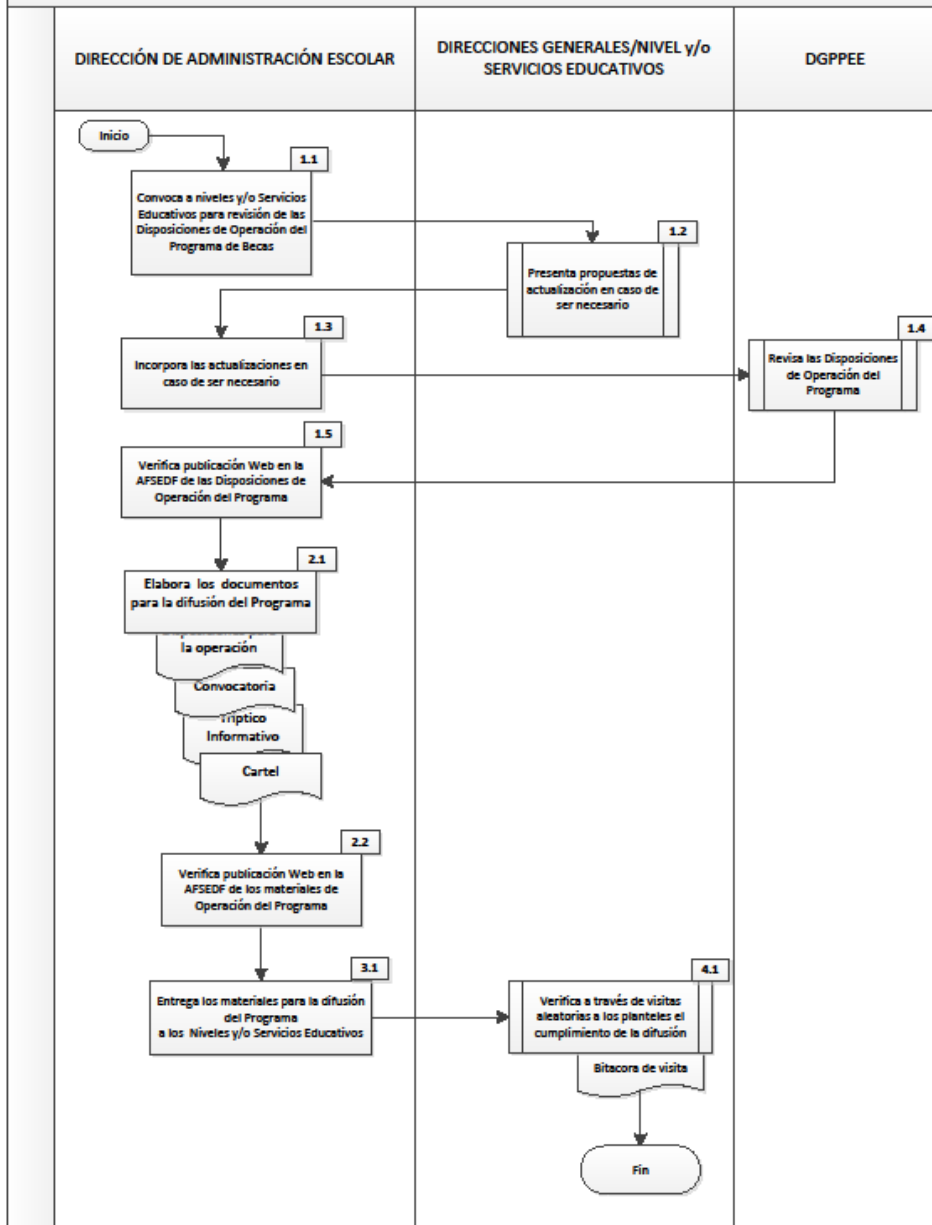 DIRECCIÓN DE ADMINISTRACIÓN ESCOLAR
DIRECCIONES GENERALES/NIVEL y/o
SERVICIOS EDUCATIVOS
DGPPEE
Inicio
1.1
Convoca a niveles y/o Servicios
Educativos para revisión de las
Disposiciones de Operación del
Programa de Becas
1.2
Presenta propuestas de
actualización en caso de
ser necesario
1.3
Incorpora las actualizaciones en
caso de ser necesario
1.4
Revisa las Disposiciones
de Operación del
Programa
1.5
Verifica publicación Web en la
AFSEDF de las Disposiciones de
Operación del Programa
2.1
Elabora los documentos
para la difusión del Programa
la operación
Convocatoria
Tríptico
Informativo
Cartel
2.2
Verifica publicación Web en la
AFSEDF de los materiales de
Operación del Programa
3.1
Entrega los materiales para la difusión
del Programa
a los Niveles y/o Servicios Educativos
4.1
Verifica a través de visitas
aleatorias a los planteles el
cumplimiento de la difusión
Bitacora de visita
Fin